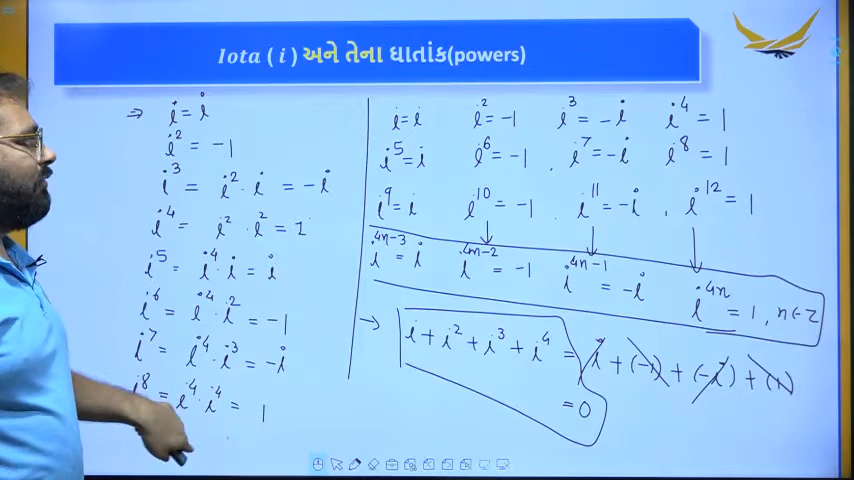 Iota ( i ) અને તેના ઘાતાંક(powers)
⇒ i = i
i² = -1
i³ = i² · i = -i
i⁴ = i² · i² = 1
i⁵ = i⁴ · i = i
i⁶ = i⁴ · i² = -1
i⁷ = i⁴ · i³ = -i
i⁸ = i⁴ · i⁴ = 1
i = i i² = -1 i³ = -i i⁴ = 1
i⁵ = i i⁶ = -1 , i⁷ = -i i⁸ = 1
i⁹ = i i¹⁰ = -1 . i¹¹ = -i , i¹² = 1
i⁴ⁿ⁻³ = i i⁴ⁿ⁻² = -1 i⁴ⁿ⁻¹ = -i i⁴ⁿ = 1, n∈Z
→ i + i² + i³ + i⁴ = i + (-1) + (-i) + (1)
= 0